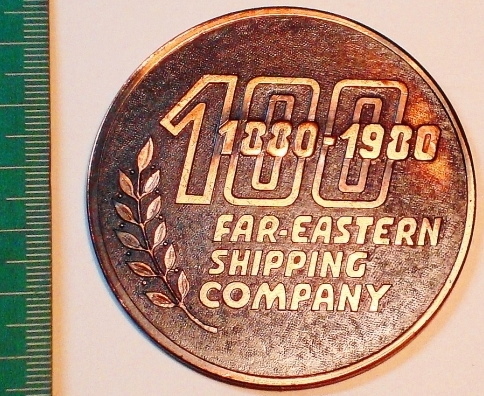 100
1880-1980
FAR-EASTERN
SHIPPING
COMPANY